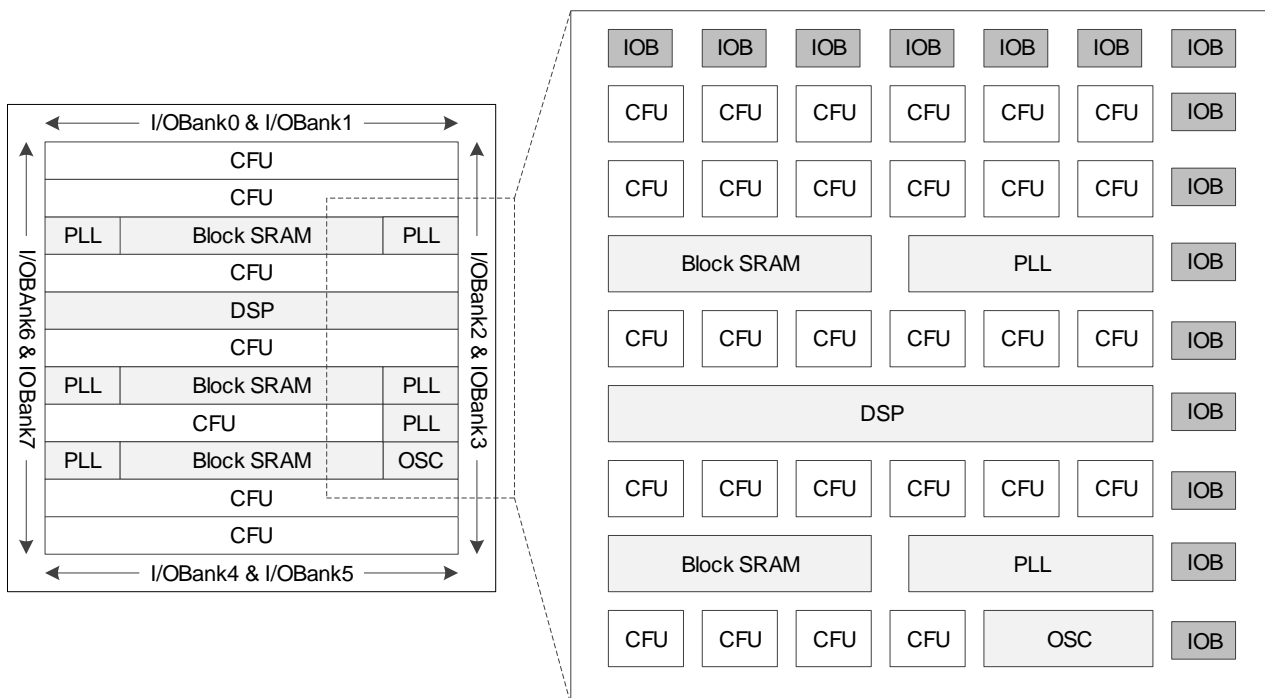 I/OBank0 & I/OBank1
CFU
CFU
PLL Block SRAM PLL
CFU
DSP
CFU
PLL Block SRAM PLL
CFU PLL
PLL Block SRAM OSC
CFU
CFU
I/OBank4 & I/OBank5
I/OBAnk6 & IOBank7
I/OBank2 & IOBank3
IOB IOB IOB IOB IOB IOB IOB
CFU CFU CFU CFU CFU CFU IOB
CFU CFU CFU CFU CFU CFU IOB
Block SRAM PLL IOB
CFU CFU CFU CFU CFU CFU IOB
DSP IOB
CFU CFU CFU CFU CFU CFU IOB
Block SRAM PLL IOB
CFU CFU CFU CFU OSC IOB